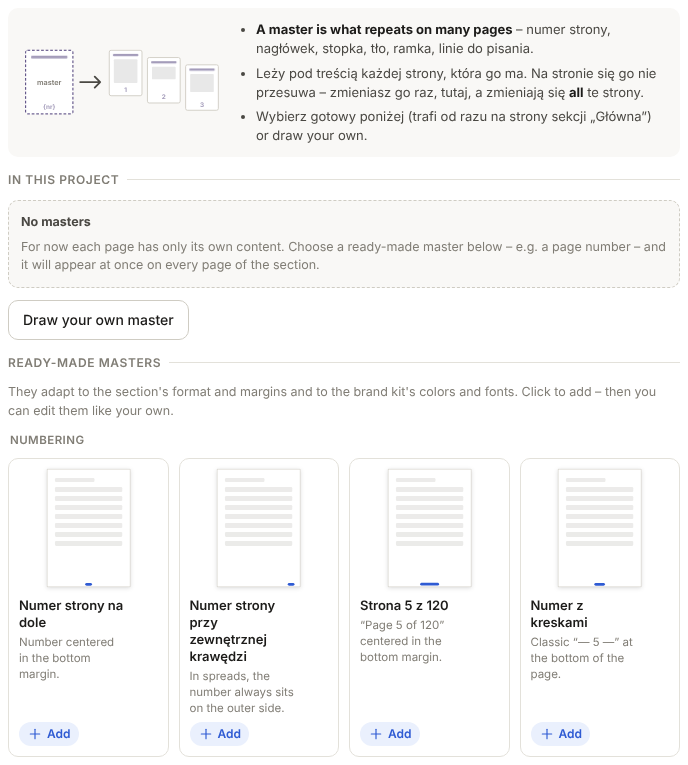 A master is what repeats on many pages – numer strony,
nagłówek, stopka, tło, ramka, linie do pisania.
master
{nr}
1
2
3
Leży pod treścią każdej strony, która go ma. Na stronie się go nie
przesuwa – zmieniasz go raz, tutaj, a zmieniają się all te strony.
Wybierz gotowy poniżej (trafi od razu na strony sekcji „Główna”)
or draw your own.
IN THIS PROJECT
No masters
For now each page has only its own content. Choose a ready-made master below – e.g. a page number – and
it will appear at once on every page of the section.
Draw your own master
READY-MADE MASTERS
They adapt to the section's format and margins and to the brand kit's colors and fonts. Click to add – then you
can edit them like your own.
NUMBERING
Numer strony na
dole
Number centered
in the bottom
margin.
Add
Numer strony
przy
zewnętrznej
krawędzi
In spreads, the
number always sits
on the outer side.
Add
Strona 5 z 120
“Page 5 of 120”
centered in the
bottom margin.
Add
Numer z
kreskami
Classic “— 5 —” at
the bottom of the
page.
Add